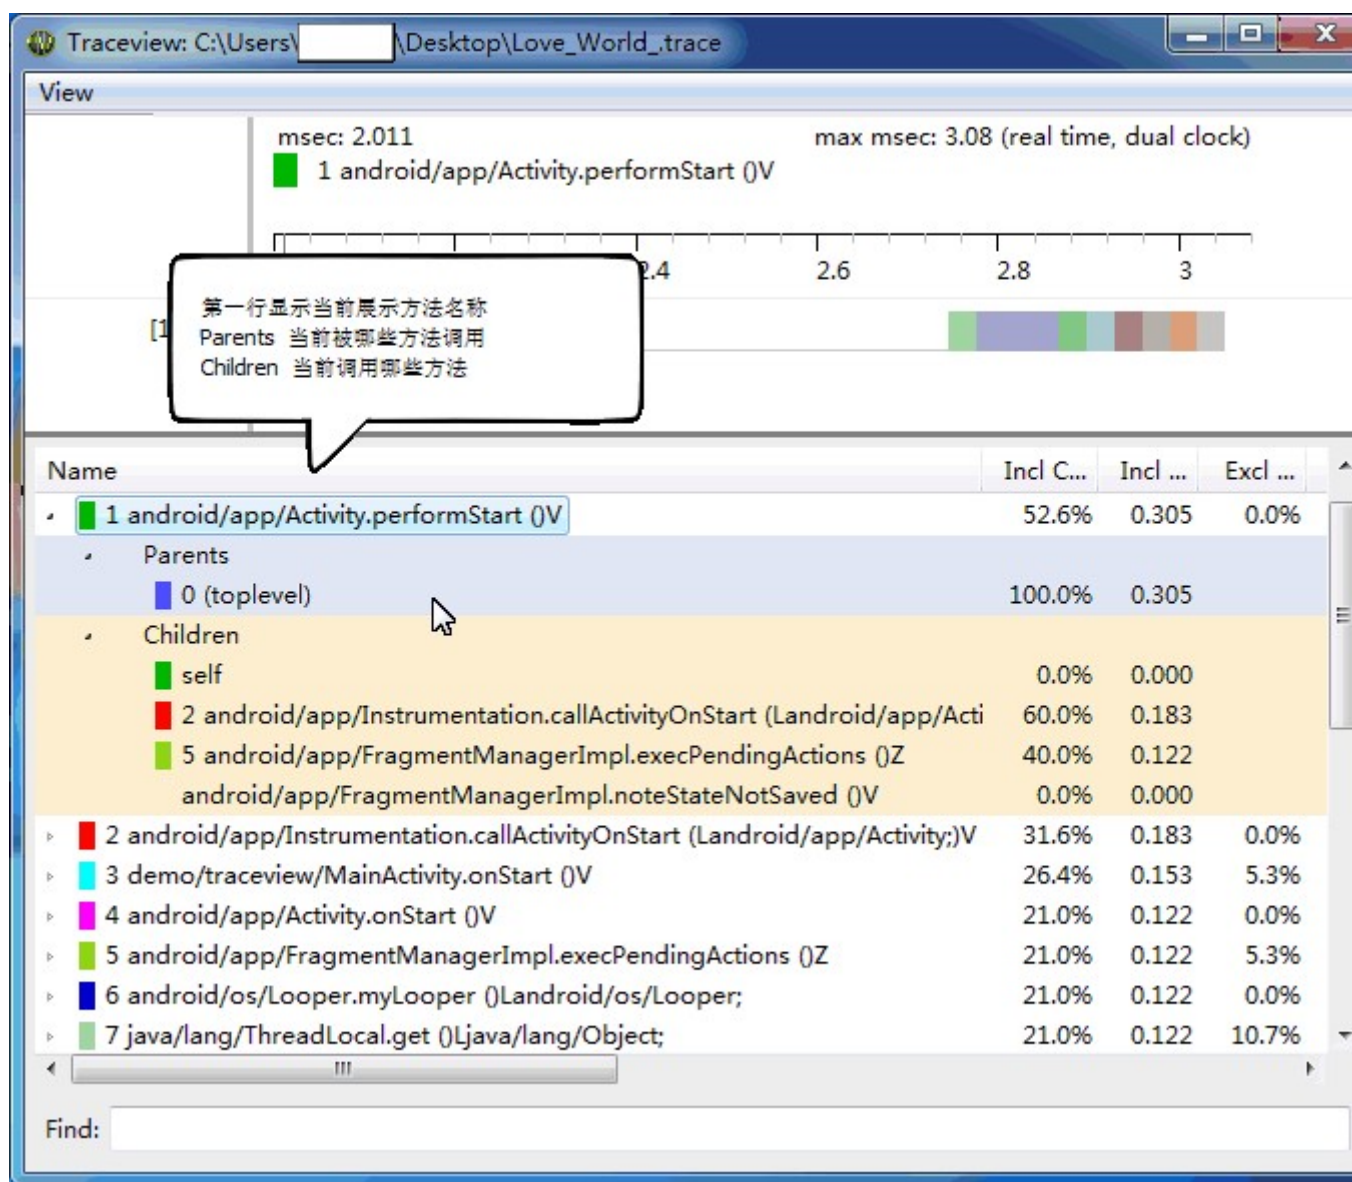 Traceview: C:\Users\ \Desktop\Love_World_.trace
View
msec: 2.011 max msec: 3.08 (real time, dual clock)
1 android/app/Activity.performStart ()V
2.4 2.6 2.8 3
第一行显示当前展示方法名称
[1
Parents 当前被哪些方法调用
Children 当前调用哪些方法
Name Incl C... Incl ... Excl ...
1 android/app/Activity.performStart ()V 52.6% 0.305 0.0%
Parents
0 (toplevel) 100.0% 0.305
Children
self 0.0% 0.000
2 android/app/Instrumentation.callActivityOnStart (Landroid/app/Acti 60.0% 0.183
5 android/app/FragmentManagerImpl.execPendingActions ()Z 40.0% 0.122
android/app/FragmentManagerImpl.noteStateNotSaved ()V 0.0% 0.000
2 android/app/Instrumentation.callActivityOnStart (Landroid/app/Activity;)V 31.6% 0.183 0.0%
3 demo/traceview/MainActivity.onStart ()V 26.4% 0.153 5.3%
4 android/app/Activity.onStart ()V 21.0% 0.122 0.0%
5 android/app/FragmentManagerImpl.execPendingActions ()Z 21.0% 0.122 5.3%
6 android/os/Looper.myLooper ()Landroid/os/Looper; 21.0% 0.122 0.0%
7 java/lang/ThreadLocal.get ()Ljava/lang/Object; 21.0% 0.122 10.7%
Find: